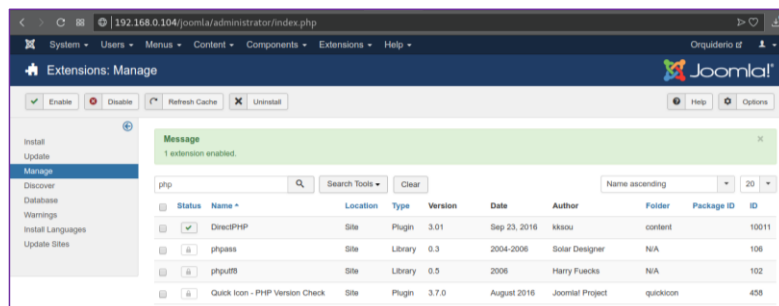 192.168.0.104/joomla/administrator/index.php
System Users Menus Content Components Extensions Help Orquiderio
Extensions: Manage Joomla!
Enable Disable Refresh Cache Uninstall Help Options
Install
Update
Manage
Discover
Database
Warnings
Install Languages
Update Sites
Message
1 extension enabled.
php Search Tools Clear Name ascending 20
Status Name Location Type Version Date Author Folder Package ID ID
DirectPHP Site Plugin 3.01 Sep 23, 2016 kksou content 10011
phpass Site Library 0.3 2004-2006 Solar Designer N/A 106
phputf8 Site Library 0.5 2006 Harry Fuecks N/A 102
Quick Icon - PHP Version Check Site Plugin 3.7.0 August 2016 Joomla! Project quickicon 458